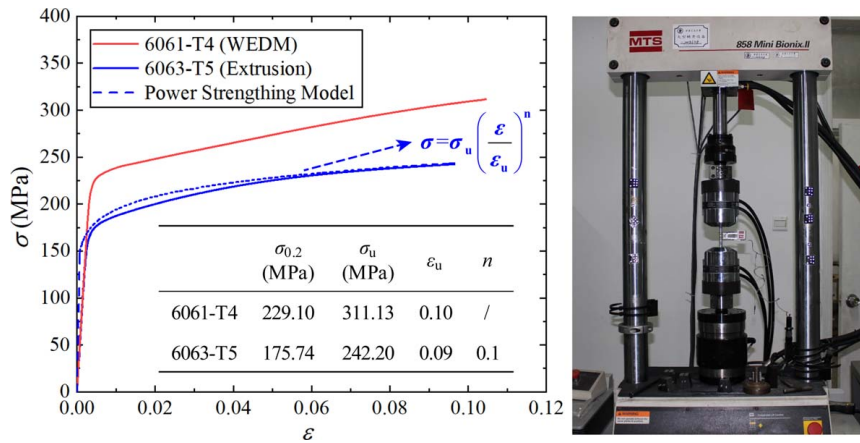 6061-T4 (WEDM)
6063-T5 (Extrusion)
Power Strengthing Model
σ=σu(ε/εu)^n
σ (MPa)
400
350
300
250
200
150
100
50
0
σ0.2 (MPa) σu (MPa) εu n
6061-T4 229.10 311.13 0.10 /
6063-T5 175.74 242.20 0.09 0.1
0.00 0.02 0.04 0.06 0.08 0.10 0.12
ε
MTS
858 Mini Bionix II
WARNING